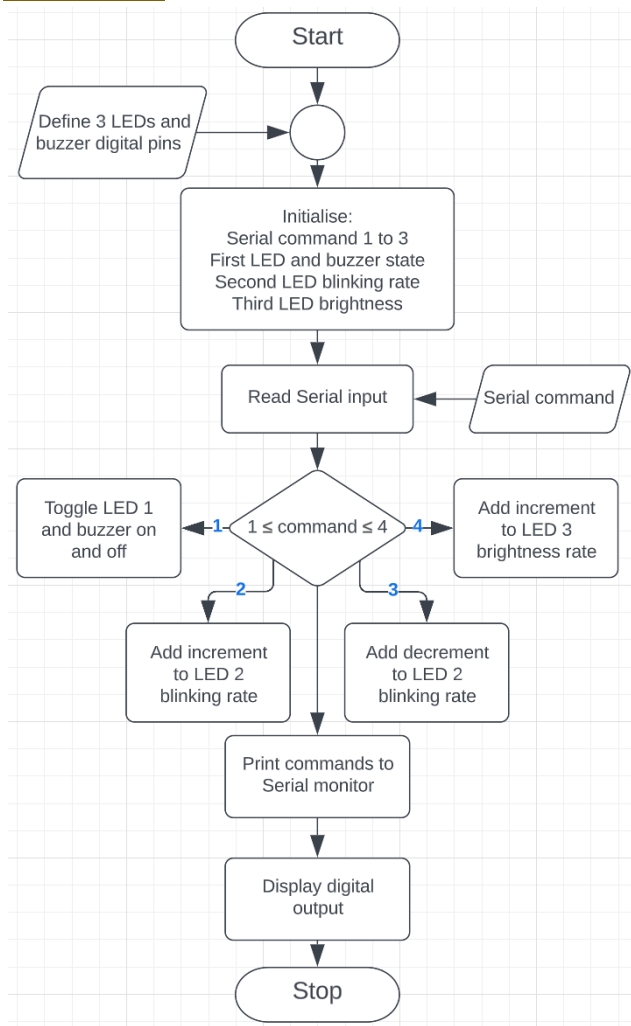 Start
Define 3 LEDs and
buzzer digital pins
Initialise:
Serial command 1 to 3
First LED and buzzer state
Second LED blinking rate
Third LED brightness
Read Serial input
Serial command
Toggle LED 1
and buzzer on
and off
1
1 ≤ command ≤ 4
4
Add increment
to LED 3
brightness rate
2
3
Add increment
to LED 2
blinking rate
Add decrement
to LED 2
blinking rate
Print commands to
Serial monitor
Display digital
output
Stop